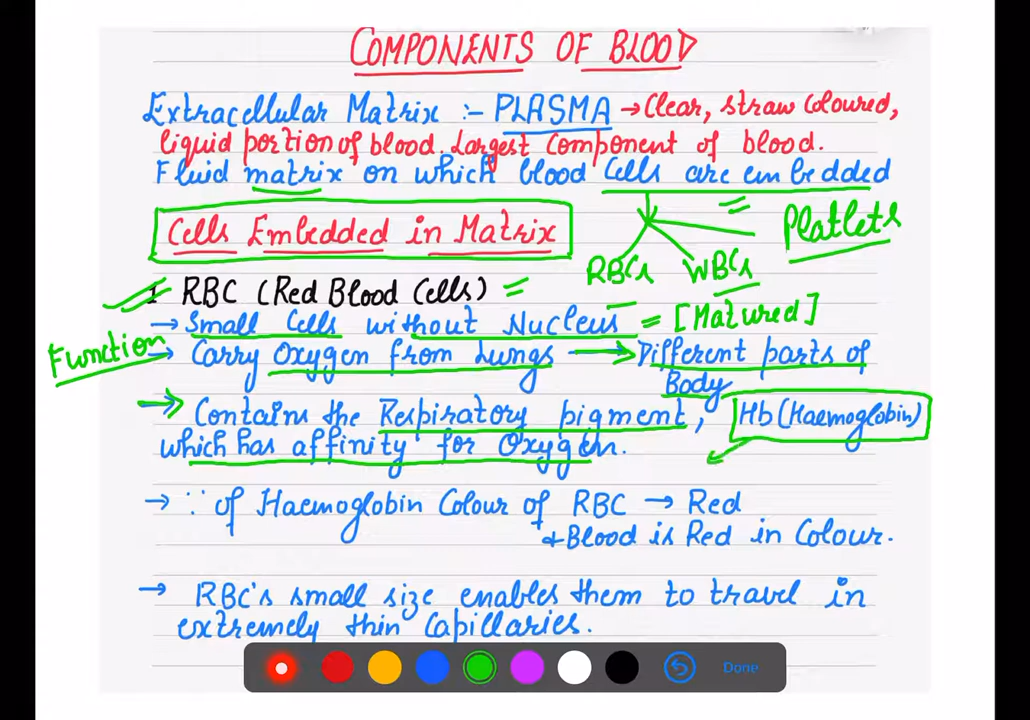 COMPONENTS OF BLOOD
Extracellular Matrix :- PLASMA → Clear, straw coloured,
liquid portion of blood. Largest component of blood.
Fluid matrix on which blood cells are embedded
Cells Embedded in Matrix
Platlets
RBCs WBCs
1 RBC (Red Blood Cells) =
→ Small Cells without Nucleus = [Matured]
Function
→ Carry Oxygen from Lungs → Different parts of
Body
→ Contains the Respiratory pigment, Hb (Haemoglobin)
which has affinity for Oxygen.
→ ∵ of Haemoglobin Colour of RBC → Red
& Blood is Red in Colour.
→ RBC's small size enables them to travel in
extremely thin Capillaries.
Done